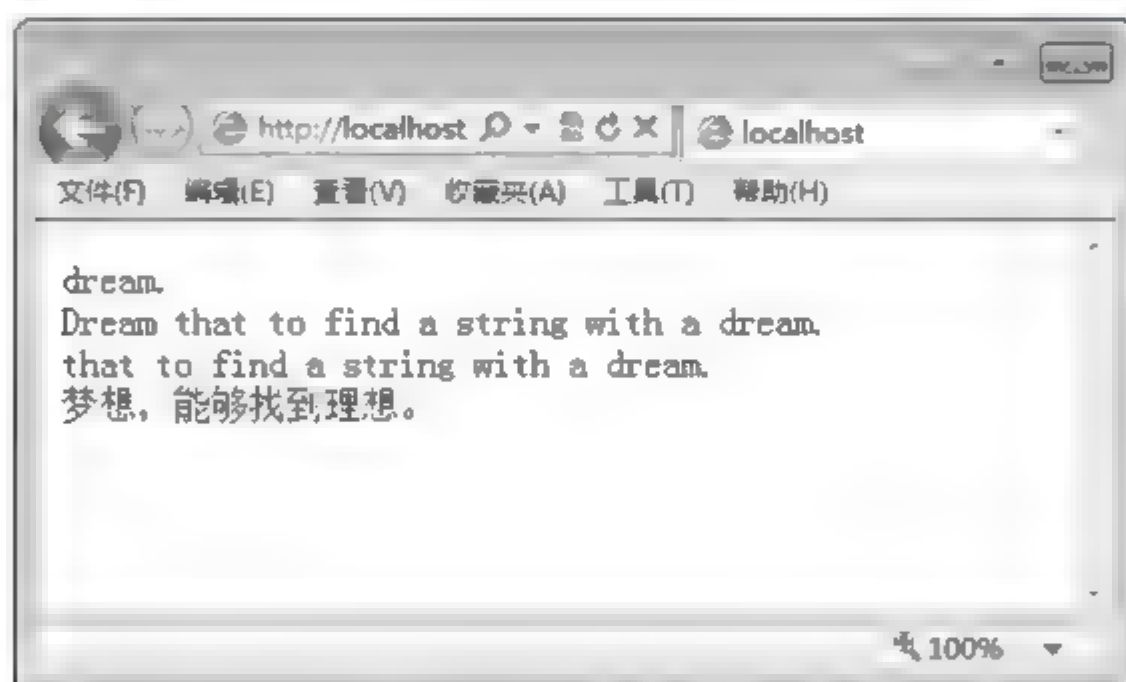 http://localhost localhost
文件(F) 编辑(E) 查看(V) 收藏夹(A) 工具(T) 帮助(H)
dream.
Dream that to find a string with a dream.
that to find a string with a dream.
梦想，能够找到理想。
100%